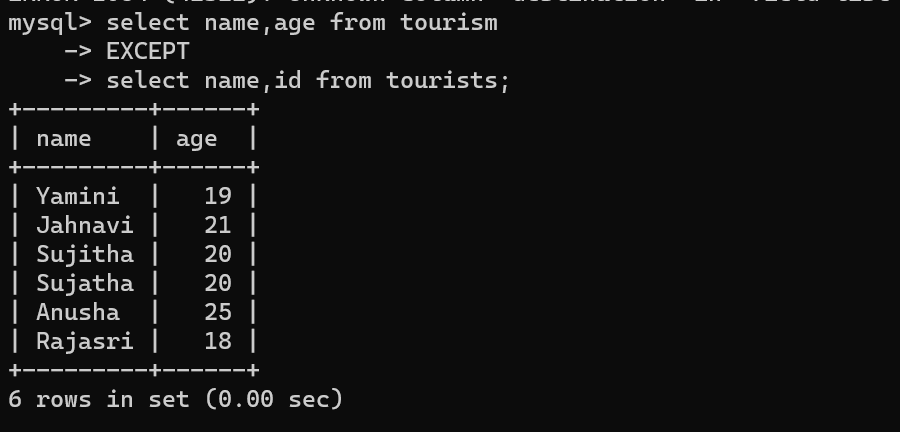 mysql> select name,age from tourism
    -> EXCEPT
    -> select name,id from tourists;
+---------+------+
| name    | age  |
+---------+------+
| Yamini  |   19 |
| Jahnavi |   21 |
| Sujitha |   20 |
| Sujatha |   20 |
| Anusha  |   25 |
| Rajasri |   18 |
+---------+------+
6 rows in set (0.00 sec)